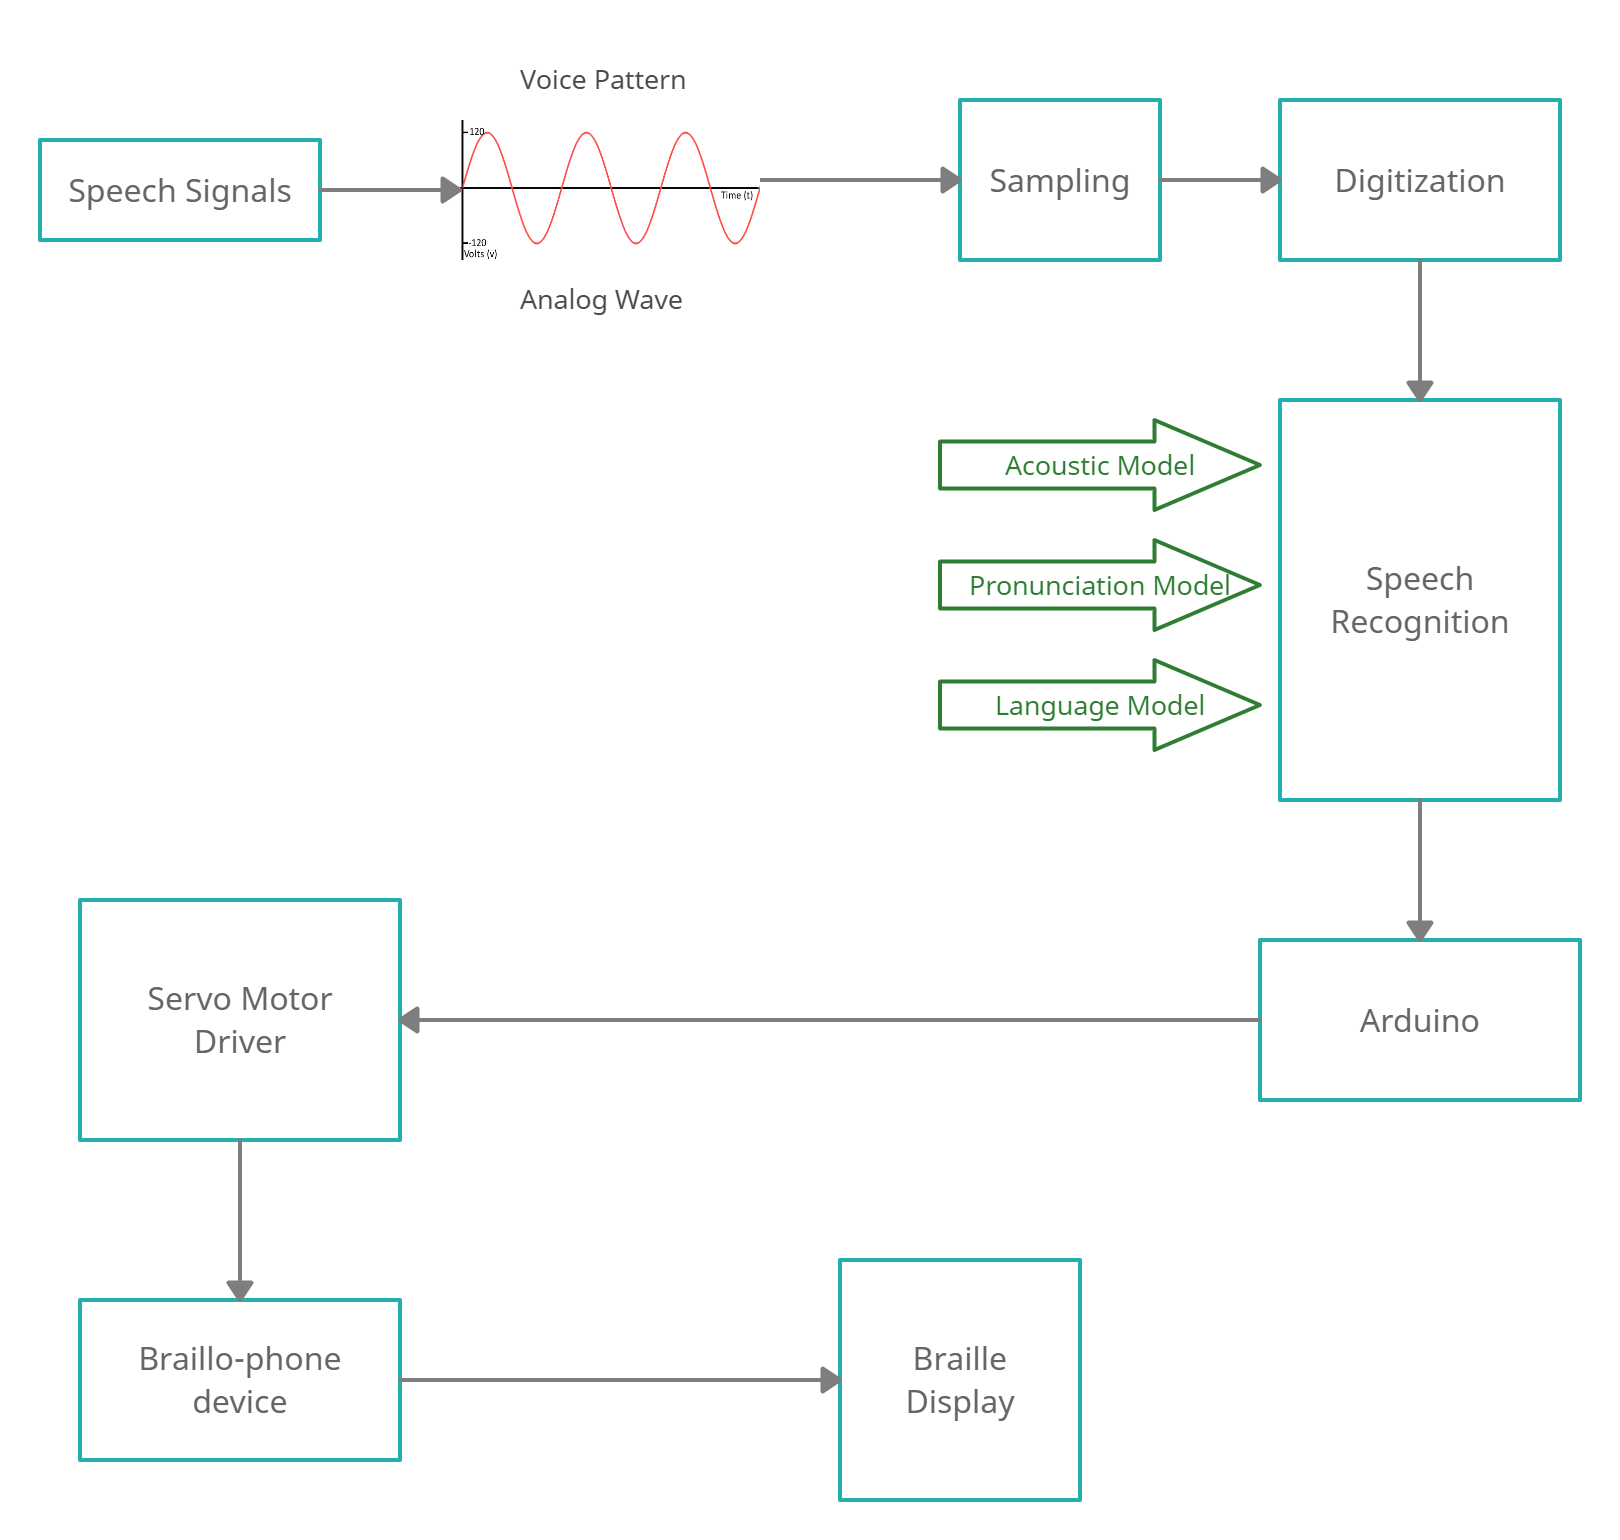 Voice Pattern
Speech Signals
120
Time (t)
-120
Volts (v)
Analog Wave
Sampling
Digitization
Acoustic Model
Pronunciation Model
Language Model
Speech
Recognition
Arduino
Servo Motor
Driver
Braillo-phone
device
Braille
Display